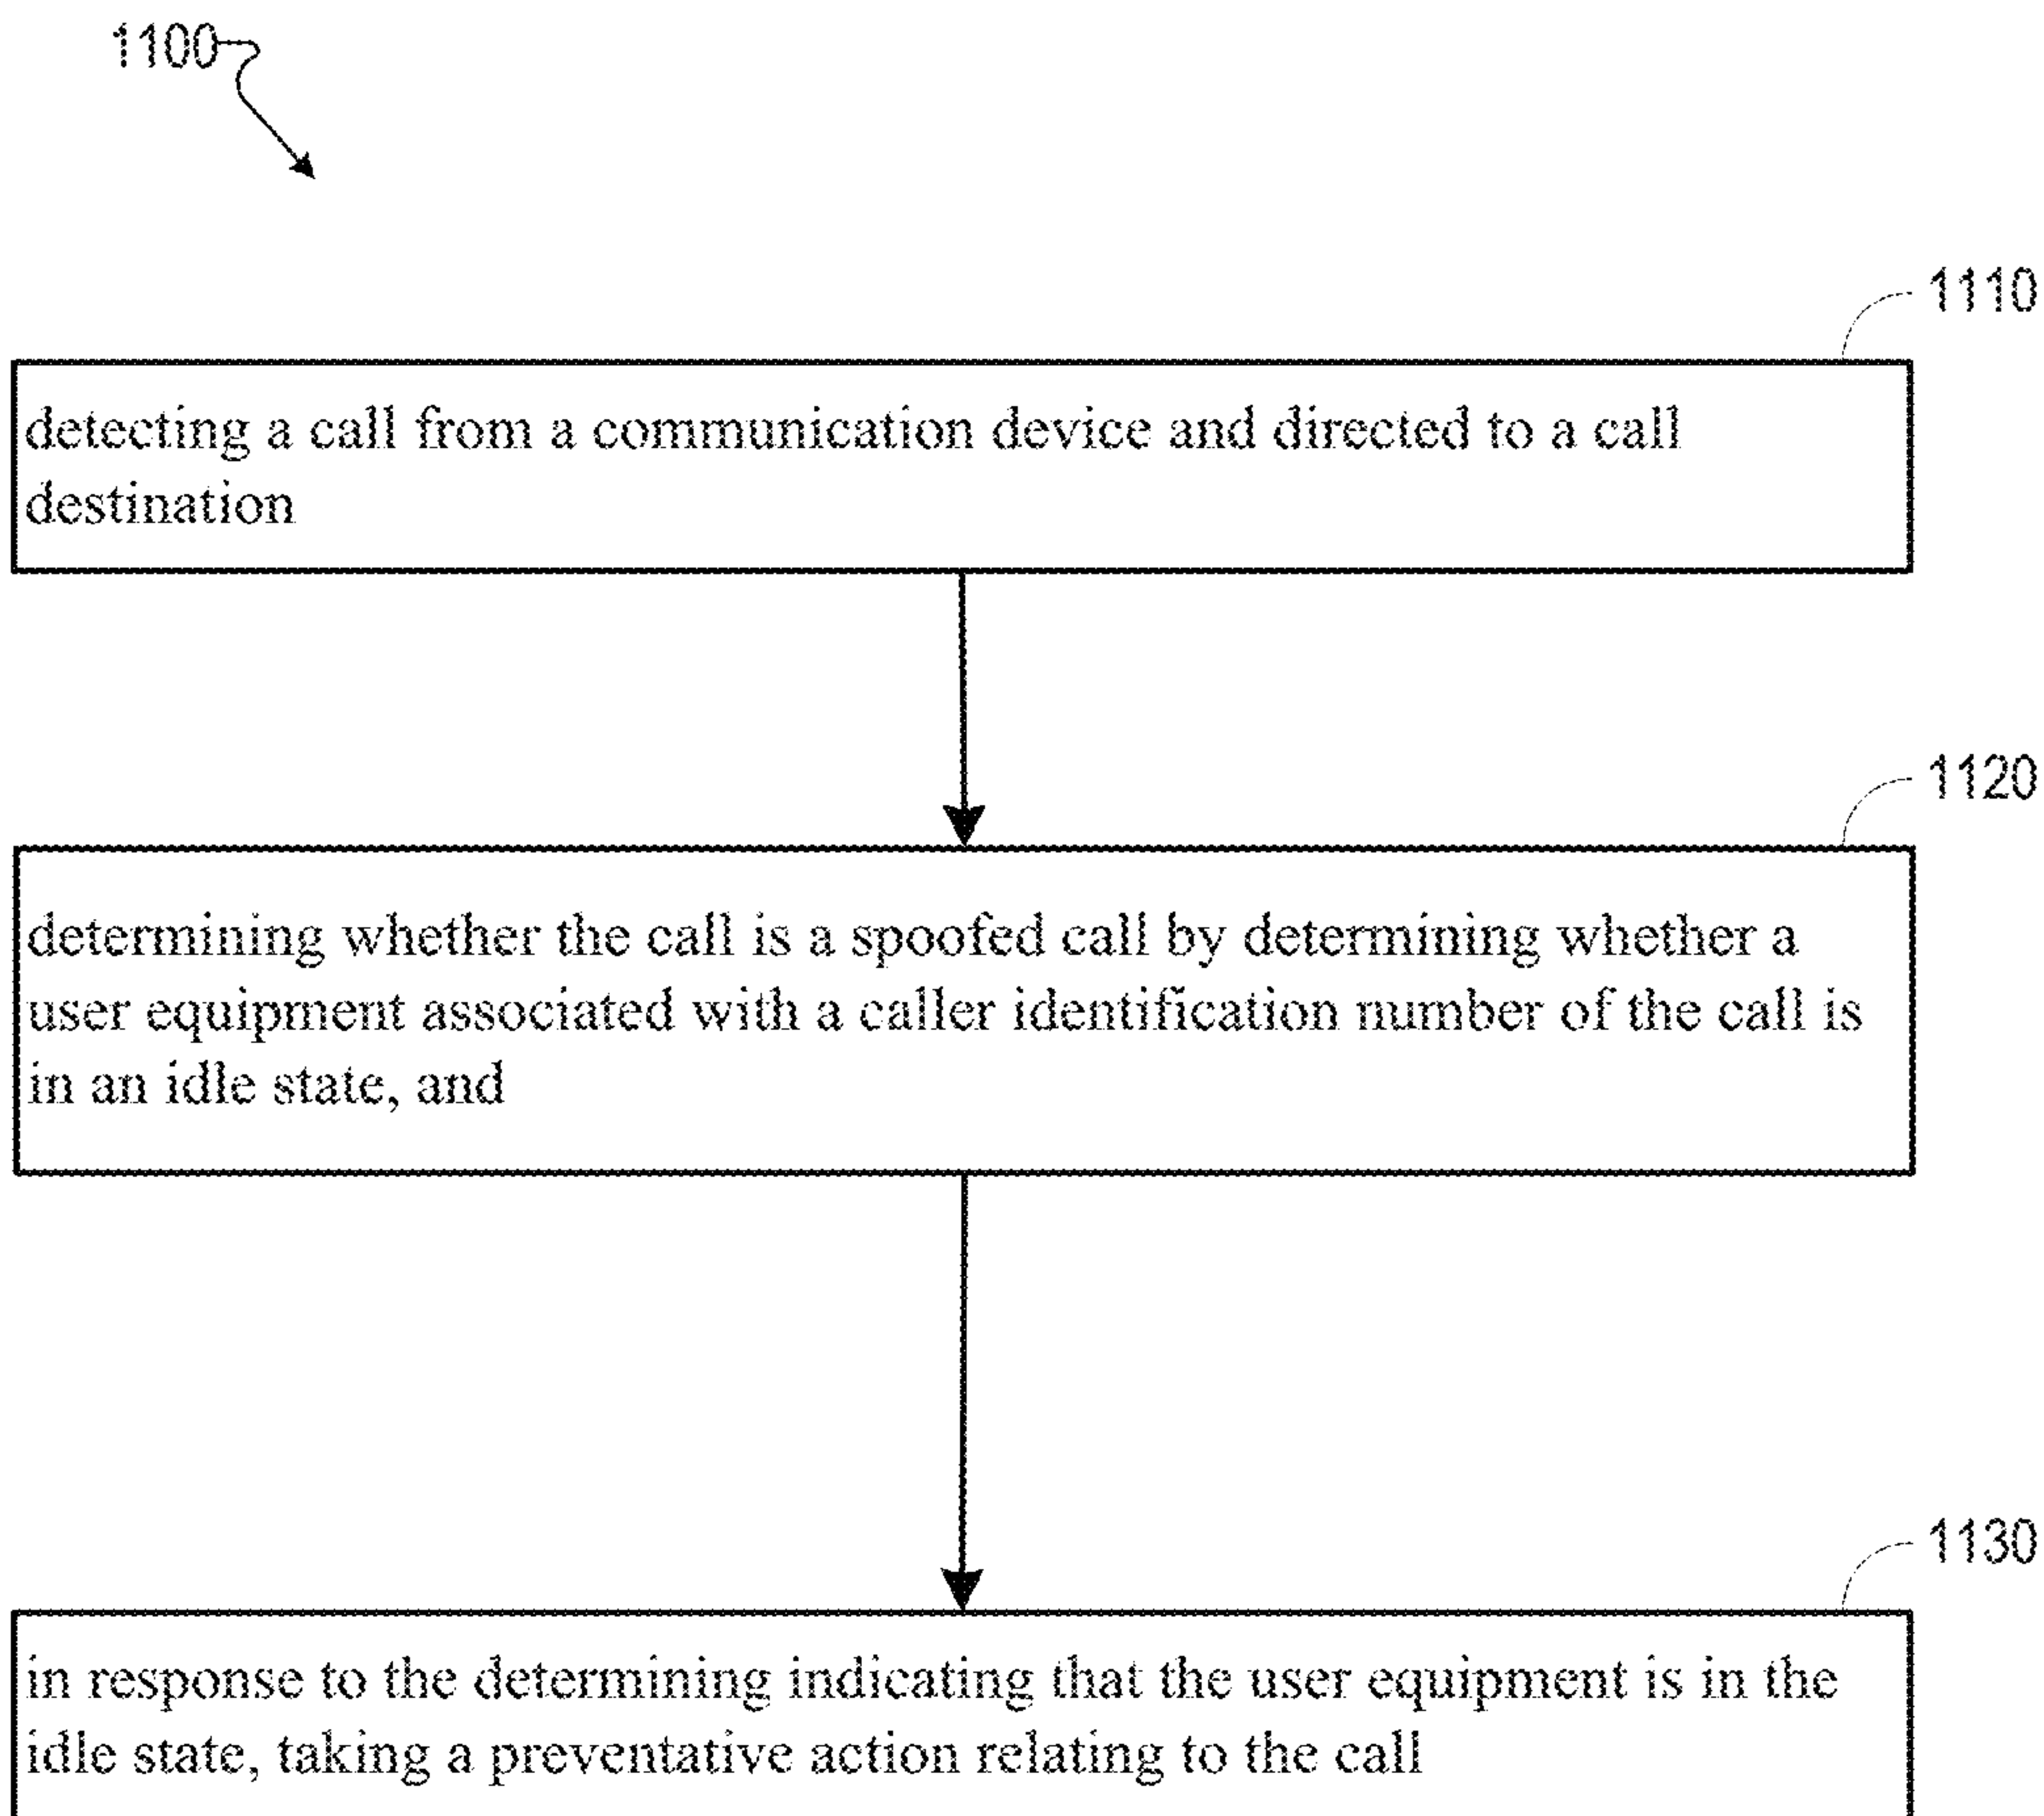 1100
1110
detecting a call from a communication device and directed to a call
destination
1120
determining whether the call is a spoofed call by determining whether a
user equipment associated with a caller identification number of the call is
in an idle state, and
1130
in response to the determining indicating that the user equipment is in the
idle state, taking a preventative action relating to the call